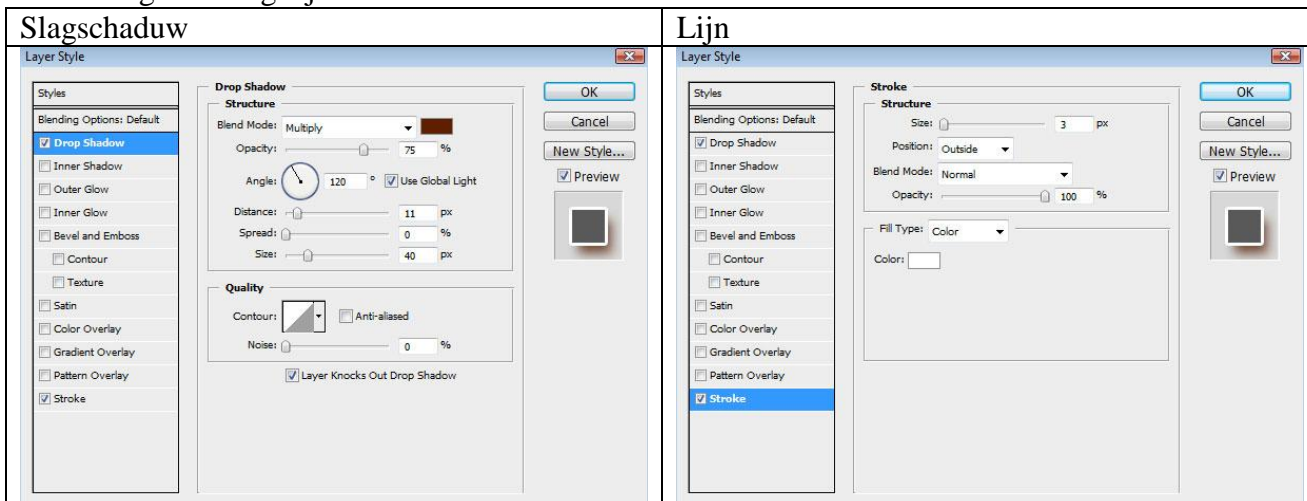 Slagschaduw
Layer Style
Styles
Blending Options: Default
Drop Shadow
Inner Shadow
Outer Glow
Inner Glow
Bevel and Emboss
Contour
Texture
Satin
Color Overlay
Gradient Overlay
Pattern Overlay
Stroke
Drop Shadow
Structure
Blend Mode: Multiply
Opacity: 75 %
Angle: 120 ° Use Global Light
Distance: 11 px
Spread: 0 %
Size: 40 px
Quality
Contour: Anti-aliased
Noise: 0 %
Layer Knocks Out Drop Shadow
OK
Cancel
New Style...
Preview
Lijn
Layer Style
Styles
Blending Options: Default
Drop Shadow
Inner Shadow
Outer Glow
Inner Glow
Bevel and Emboss
Contour
Texture
Satin
Color Overlay
Gradient Overlay
Pattern Overlay
Stroke
Stroke
Structure
Size: 3 px
Position: Outside
Blend Mode: Normal
Opacity: 100 %
Fill Type: Color
Color:
OK
Cancel
New Style...
Preview